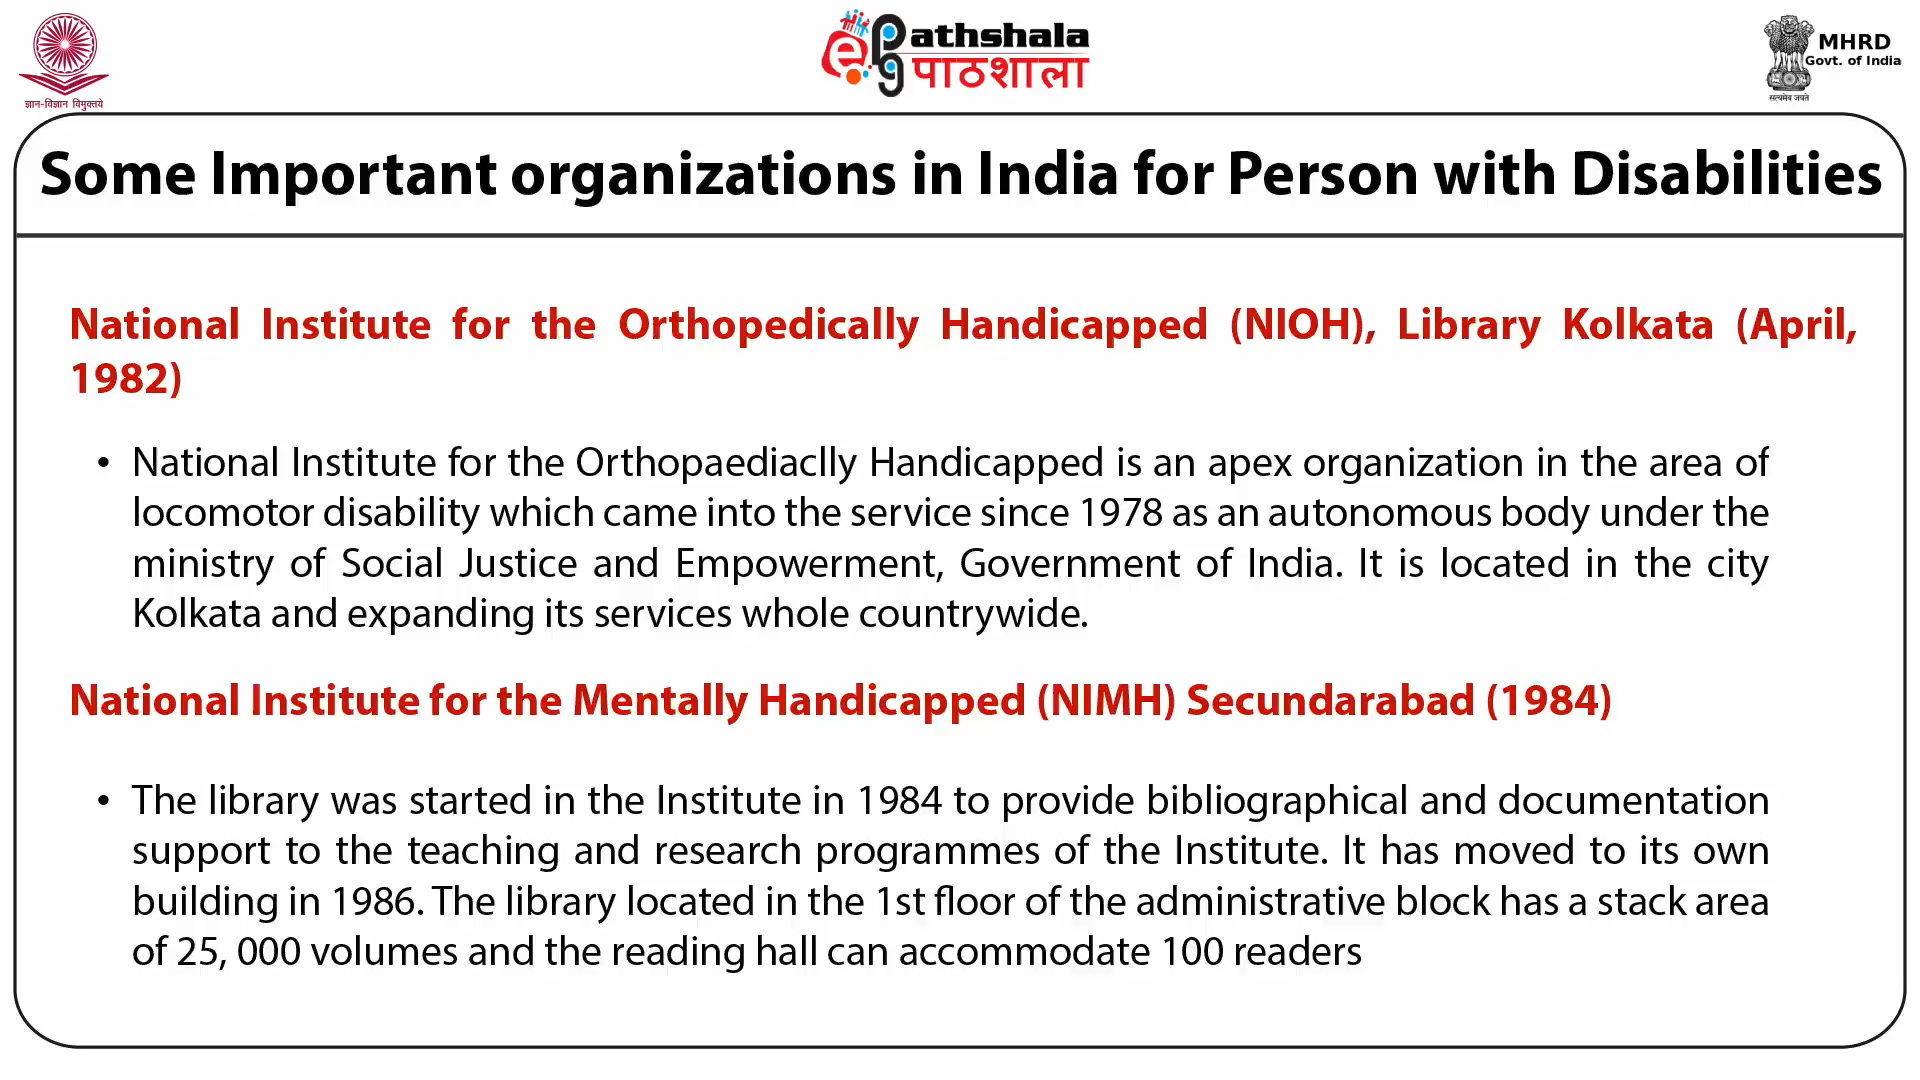 ज्ञान-विज्ञान विमुक्तये
e Pathshala
पाठशाला
सत्यमेव जयते
MHRD
Govt. of India
Some Important organizations in India for Person with Disabilities
National Institute for the Orthopedically Handicapped (NIOH), Library Kolkata (April,
1982)
• National Institute for the Orthopaediaclly Handicapped is an apex organization in the area of
locomotor disability which came into the service since 1978 as an autonomous body under the
ministry of Social Justice and Empowerment, Government of India. It is located in the city
Kolkata and expanding its services whole countrywide.
National Institute for the Mentally Handicapped (NIMH) Secundarabad (1984)
• The library was started in the Institute in 1984 to provide bibliographical and documentation
support to the teaching and research programmes of the Institute. It has moved to its own
building in 1986. The library located in the 1st floor of the administrative block has a stack area
of 25, 000 volumes and the reading hall can accommodate 100 readers